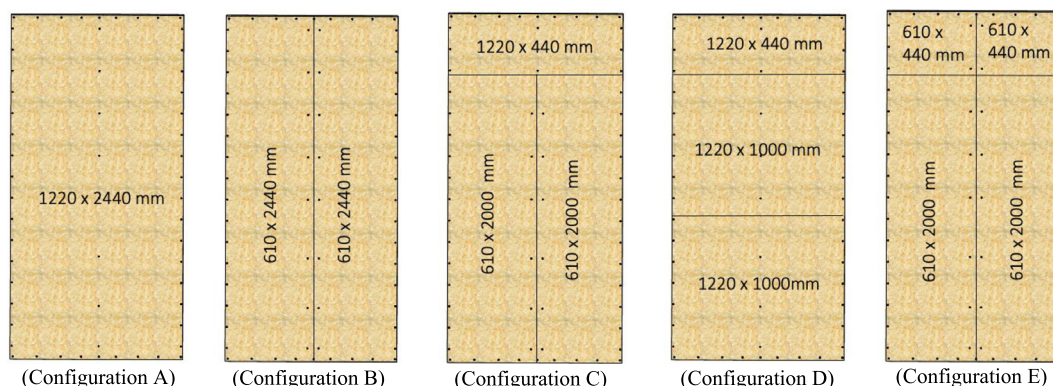 1220 x 2440 mm
(Configuration A)
610 x 2440 mm
610 x 2440 mm
(Configuration B)
1220 x 440 mm
610 x 2000 mm
610 x 2000 mm
(Configuration C)
1220 x 440 mm
1220 x 1000 mm
1220 x 1000mm
(Configuration D)
610 x
440 mm
610 x
440 mm
610 x 2000 mm
610 x 2000 mm
(Configuration E)